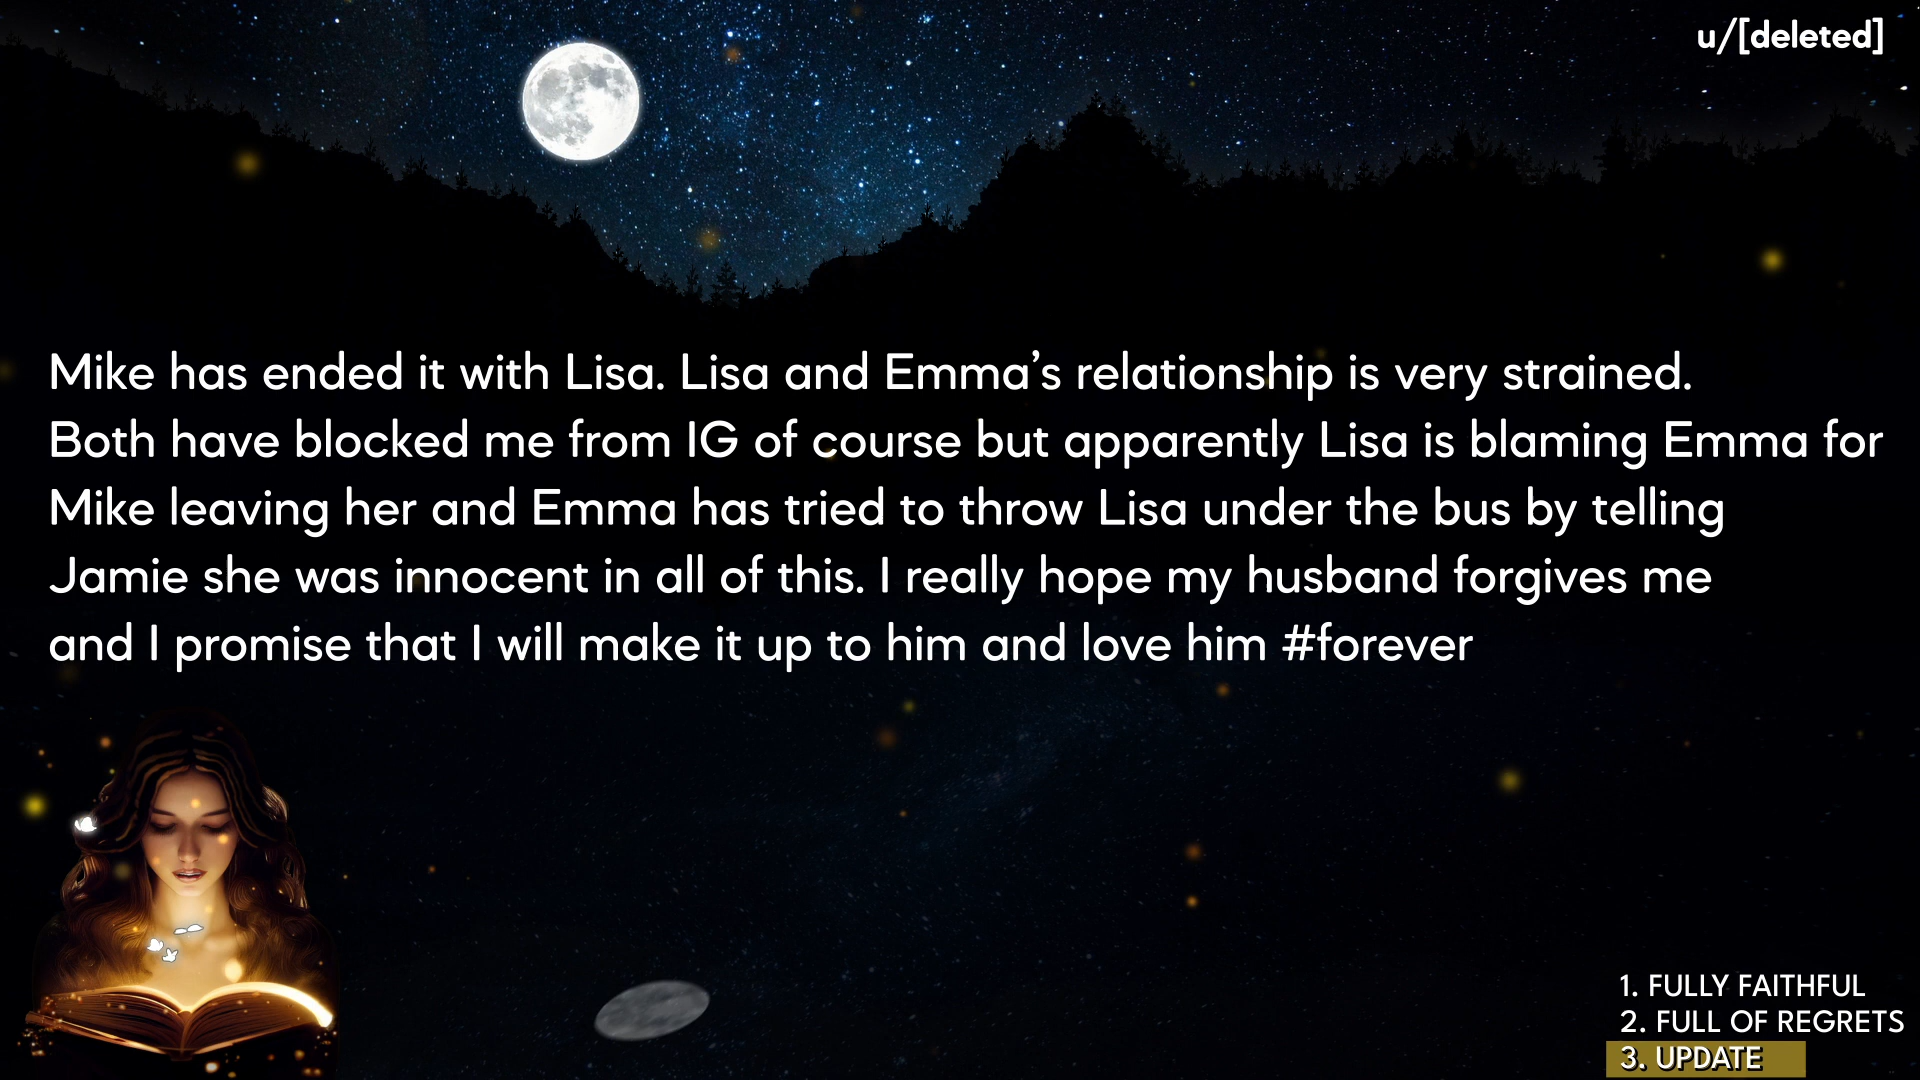 u/[deleted]
Mike has ended it with Lisa. Lisa and Emma’s relationship is very strained.
Both have blocked me from IG of course but apparently Lisa is blaming Emma for
Mike leaving her and Emma has tried to throw Lisa under the bus by telling
Jamie she was innocent in all of this. I really hope my husband forgives me
and I promise that I will make it up to him and love him #forever
1. FULLY FAITHFUL
2. FULL OF REGRETS
3. UPDATE